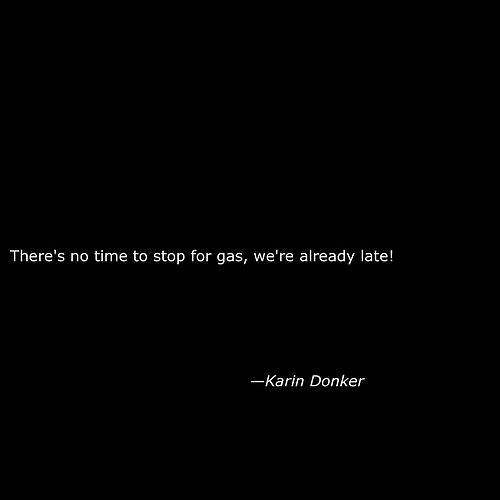 There's no time to stop for gas, we're already late!
—Karin Donker